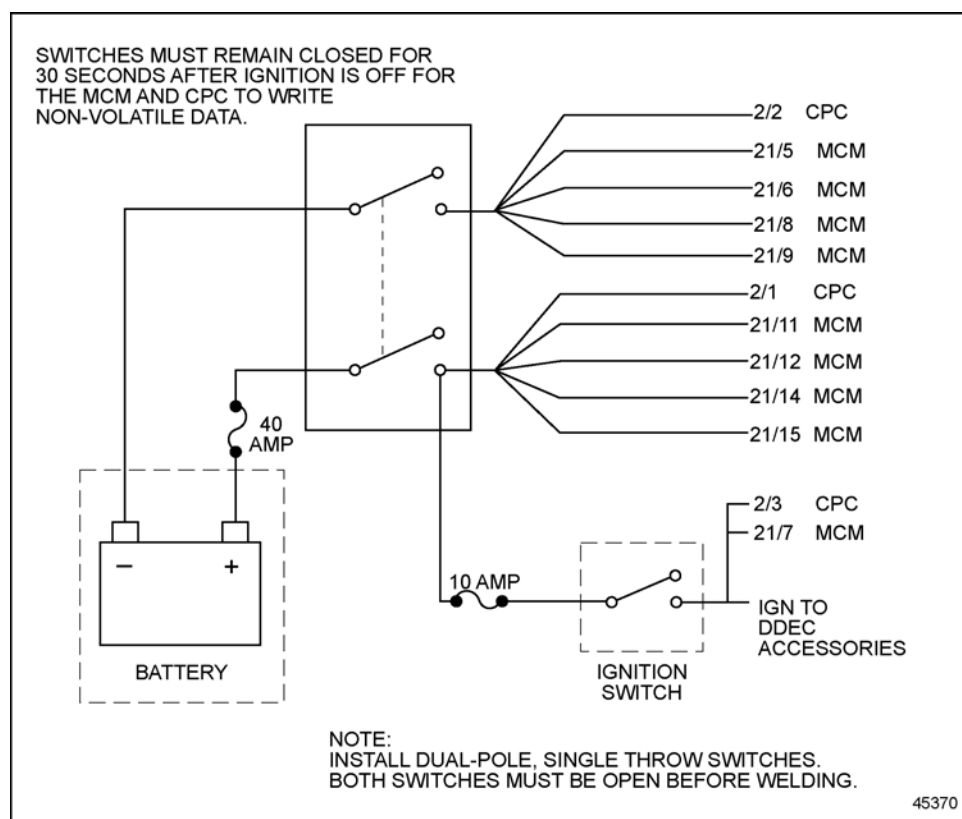 SWITCHES MUST REMAIN CLOSED FOR
30 SECONDS AFTER IGNITION IS OFF FOR
THE MCM AND CPC TO WRITE
NON-VOLATILE DATA.
2/2 CPC
21/5 MCM
21/6 MCM
21/8 MCM
21/9 MCM
2/1 CPC
21/11 MCM
21/12 MCM
21/14 MCM
21/15 MCM
40
AMP
2/3 CPC
21/7 MCM
− +
BATTERY
10 AMP
IGN TO
DDEC
ACCESSORIES
IGNITION
SWITCH
NOTE:
INSTALL DUAL-POLE, SINGLE THROW SWITCHES.
BOTH SWITCHES MUST BE OPEN BEFORE WELDING.
45370